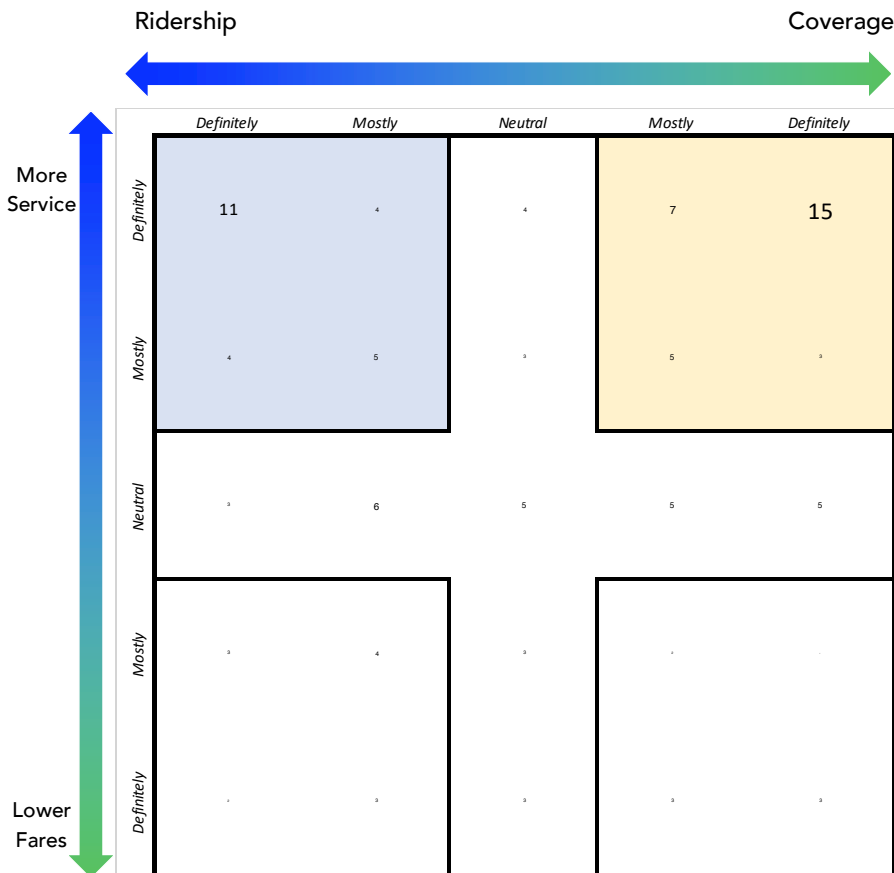 Ridership Coverage
Definitely Mostly Neutral Mostly Definitely
More
Service
Definitely 11 4 4 7 15
Mostly 4 5 3 5 3
Neutral 3 6 5 5 5
Mostly 3 4 3
Lower
Fares
Definitely 3 3 3 3